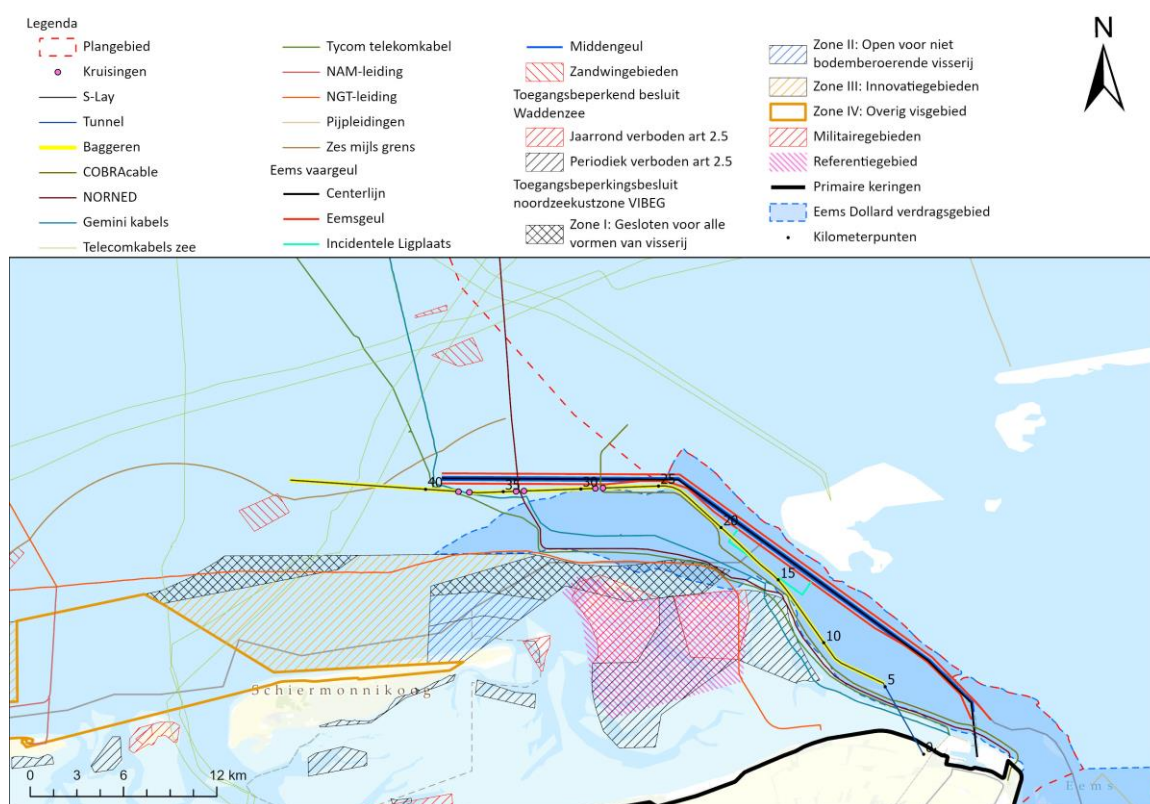 Legenda
Plangebied
Kruisingen
S-Lay
Tunnel
Baggeren
COBRAcable
NORNED
Gemini kabels
Telecomkabels zee
Tycom telekomkabel
NAM-leiding
NGT-leiding
Pijpleidingen
Zes mijls grens
Eems vaargeul
Centerlijn
Eemsgeul
Incidentele Ligplaats
Middengeul
Zandwingebieden
Toegangsbeperkend besluit
Waddenzee
Jaarrond verboden art 2.5
Periodiek verboden art 2.5
Toegangsbeperkingsbesluit
noordzeekustzone VIBEG
Zone I: Gesloten voor alle
vormen van visserij
Zone II: Open voor niet
bodemberoerende visserij
Zone III: Innovatiegebieden
Zone IV: Overig visgebied
Militairegebieden
Referentiegebied
Primaire keringen
Eems Dollard verdragsgebied
Kilometerpunten
N
40
35
30
25
20
15
10
5
0
Schiermonnikoog
Eems
0 3 6 12 km